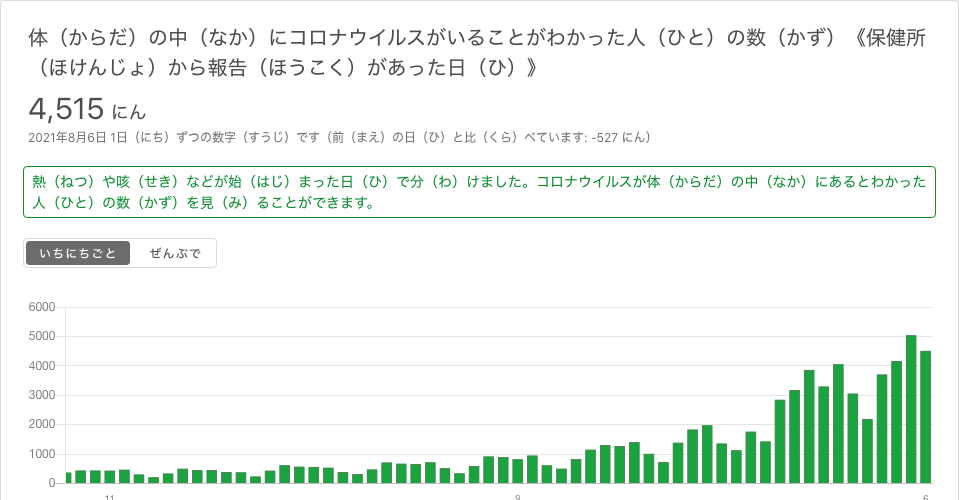 体（からだ）の中（なか）にコロナウイルスがいることがわかった人（ひと）の数（かず）《保健所
（ほけんじょ）から報告（ほうこく）があった日（ひ）》
4,515 にん
2021年8月6日 1日（にち）ずつの数字（すうじ）です（前（まえ）の日（ひ）と比（くら）べています: -527 にん）
熱（ねつ）や咳（せき）などが始（はじ）まった日（ひ）で分（わ）けました。コロナウイルスが体（からだ）の中（なか）にあるとわかった
人（ひと）の数（かず）を見（み）ることができます。
いちにちごと ぜんぶで
6000
5000
4000
3000
2000
1000
0
11 9 6